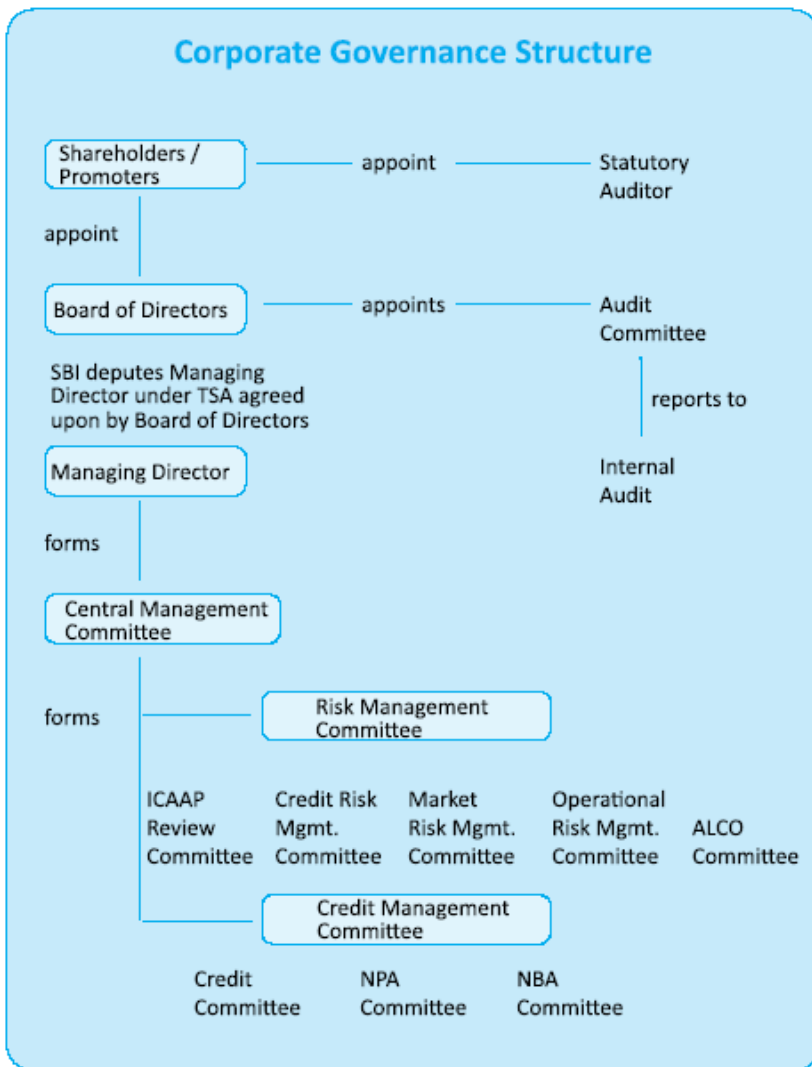 Corporate Governance Structure
Shareholders /
Promoters
appoint
Statutory
Auditor
appoint
Board of Directors
appoints
Audit
Committee
SBI deputes Managing
Director under TSA agreed
upon by Board of Directors
reports to
Managing Director
Internal
Audit
forms
Central Management
Committee
forms
Risk Management
Committee
ICAAP
Review
Committee
Credit Risk
Mgmt.
Committee
Market
Risk Mgmt.
Committee
Operational
Risk Mgmt.
Committee
ALCO
Committee
Credit Management
Committee
Credit
Committee
NPA
Committee
NBA
Committee